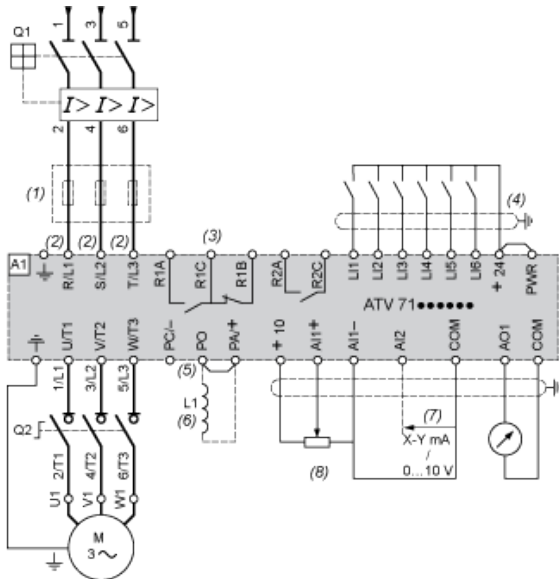 1 3 5
Q1
I> I> I>
2 4 6
(1)
(2) (2) (2) (3) (4)
A1
R/L1 S/L2 T/L3 R1A R1C R1B R2A R2C LI1 LI2 LI3 LI4 LI5 LI6 + 24 PWR
ATV 71••••••
U/T1 V/T2 W/T3 PC/- PO PA/+ + 10 AI1+ AI1- AI2 COM AO1 COM
(5)
1/L1 3/L2 5/L3
L1
(6)
(7)
X-Y mA
/
0...10 V
(8)
Q2
2/T1 4/T2 6/T3
U1 V1 W1
M
3 ~